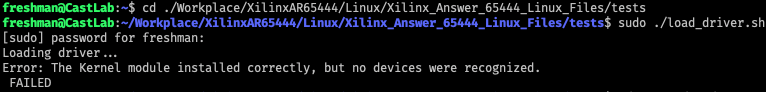 freshman@CastLab:~$ cd ./Workplace/XilinxAR65444/Linux/Xilinx_Answer_65444_Linux_Files/tests
freshman@CastLab:~/Workplace/XilinxAR65444/Linux/Xilinx_Answer_65444_Linux_Files/tests$ sudo ./load_driver.sh
[sudo] password for freshman:
Loading driver...
Error: The Kernel module installed correctly, but no devices were recognized.
 FAILED